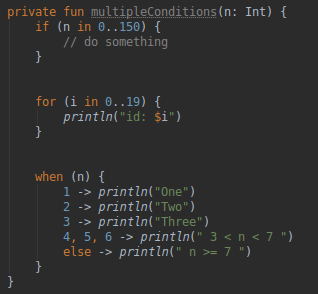 private fun multipleConditions(n: Int) {
    if (n in 0..150) {
        // do something
    }
    for (i in 0..19) {
        println("id: $i")
    }
    when (n) {
        1 -> println("One")
        2 -> println("Two")
        3 -> println("Three")
        4, 5, 6 -> println(" 3 < n < 7 ")
        else -> println(" n >= 7 ")
    }
}